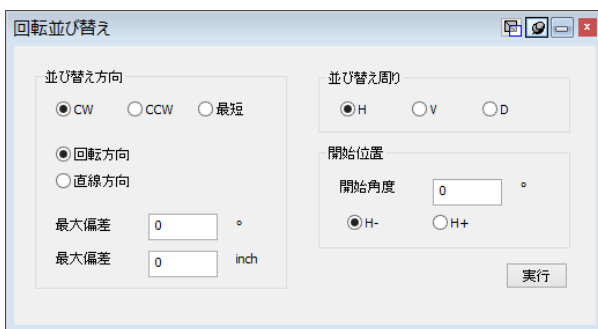 回転並び替え
並び替え方向
CW CCW 最短
回転方向
直線方向
最大偏差 0 °
最大偏差 0 inch
並び替え周り
H V D
開始位置
開始角度 0 °
H- H+
実行